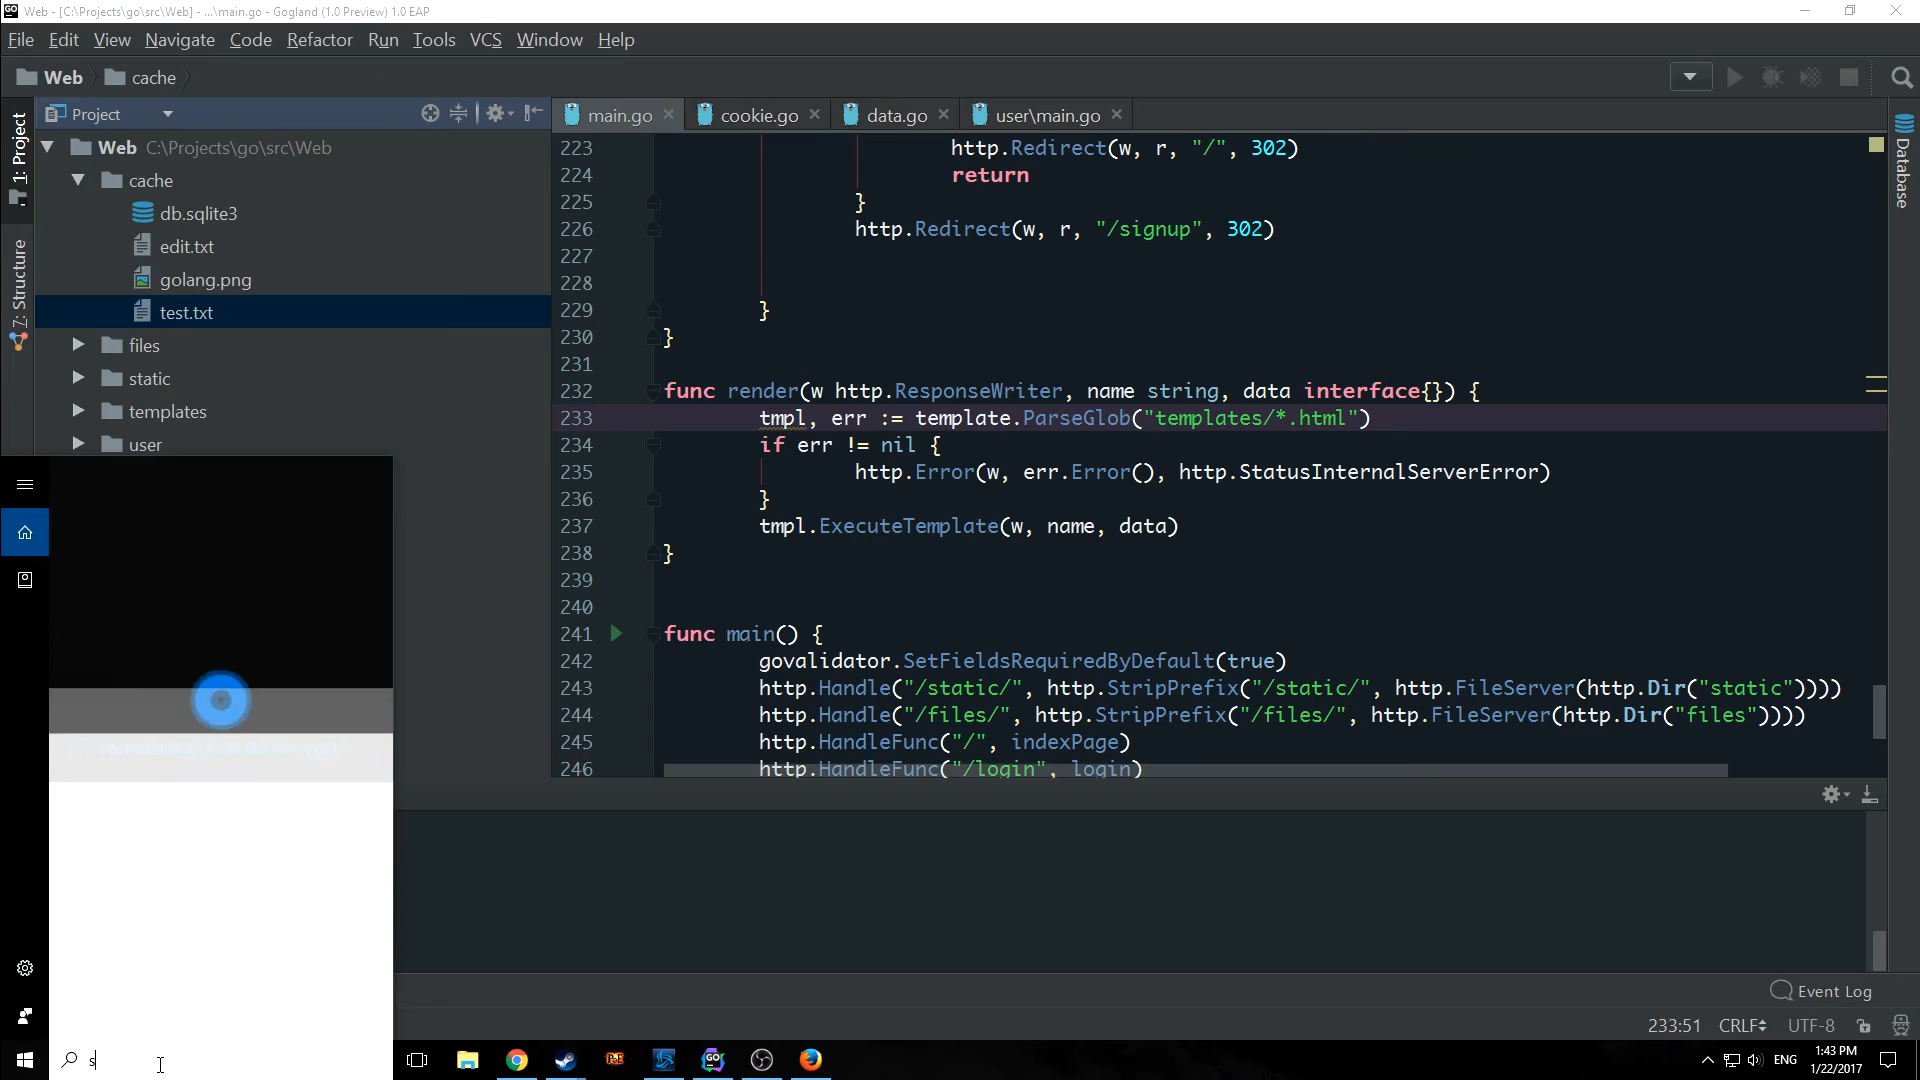 Web - [C:\Projects\go\src\Web] - ...\main.go - Gogland (1.0 Preview) 1.0 EAP
File Edit View Navigate Code Refactor Run Tools VCS Window Help
Web cache
Project
main.go cookie.go data.go user\main.go
1: Project
Z: Structure
Database
Web C:\Projects\go\src\Web
cache
db.sqlite3
edit.txt
golang.png
test.txt
files
static
templates
user
223 http.Redirect(w, r, "/", 302)
224 return
225 }
226 http.Redirect(w, r, "/signup", 302)
227
228
229 }
230 }
231
232 func render(w http.ResponseWriter, name string, data interface{}) {
233 tmpl, err := template.ParseGlob("templates/*.html")
234 if err != nil {
235 http.Error(w, err.Error(), http.StatusInternalServerError)
236 }
237 tmpl.ExecuteTemplate(w, name, data)
238 }
239
240
241 func main() {
242 govalidator.SetFieldsRequiredByDefault(true)
243 http.Handle("/static/", http.StripPrefix("/static/", http.FileServer(http.Dir("static"))))
244 http.Handle("/files/", http.StripPrefix("/files/", http.FileServer(http.Dir("files"))))
245 http.HandleFunc("/", indexPage)
246 http.HandleFunc("/login", login)
Event Log
233:51 CRLF UTF-8
s
GO
PoE
ENG
1:43 PM
1/22/2017